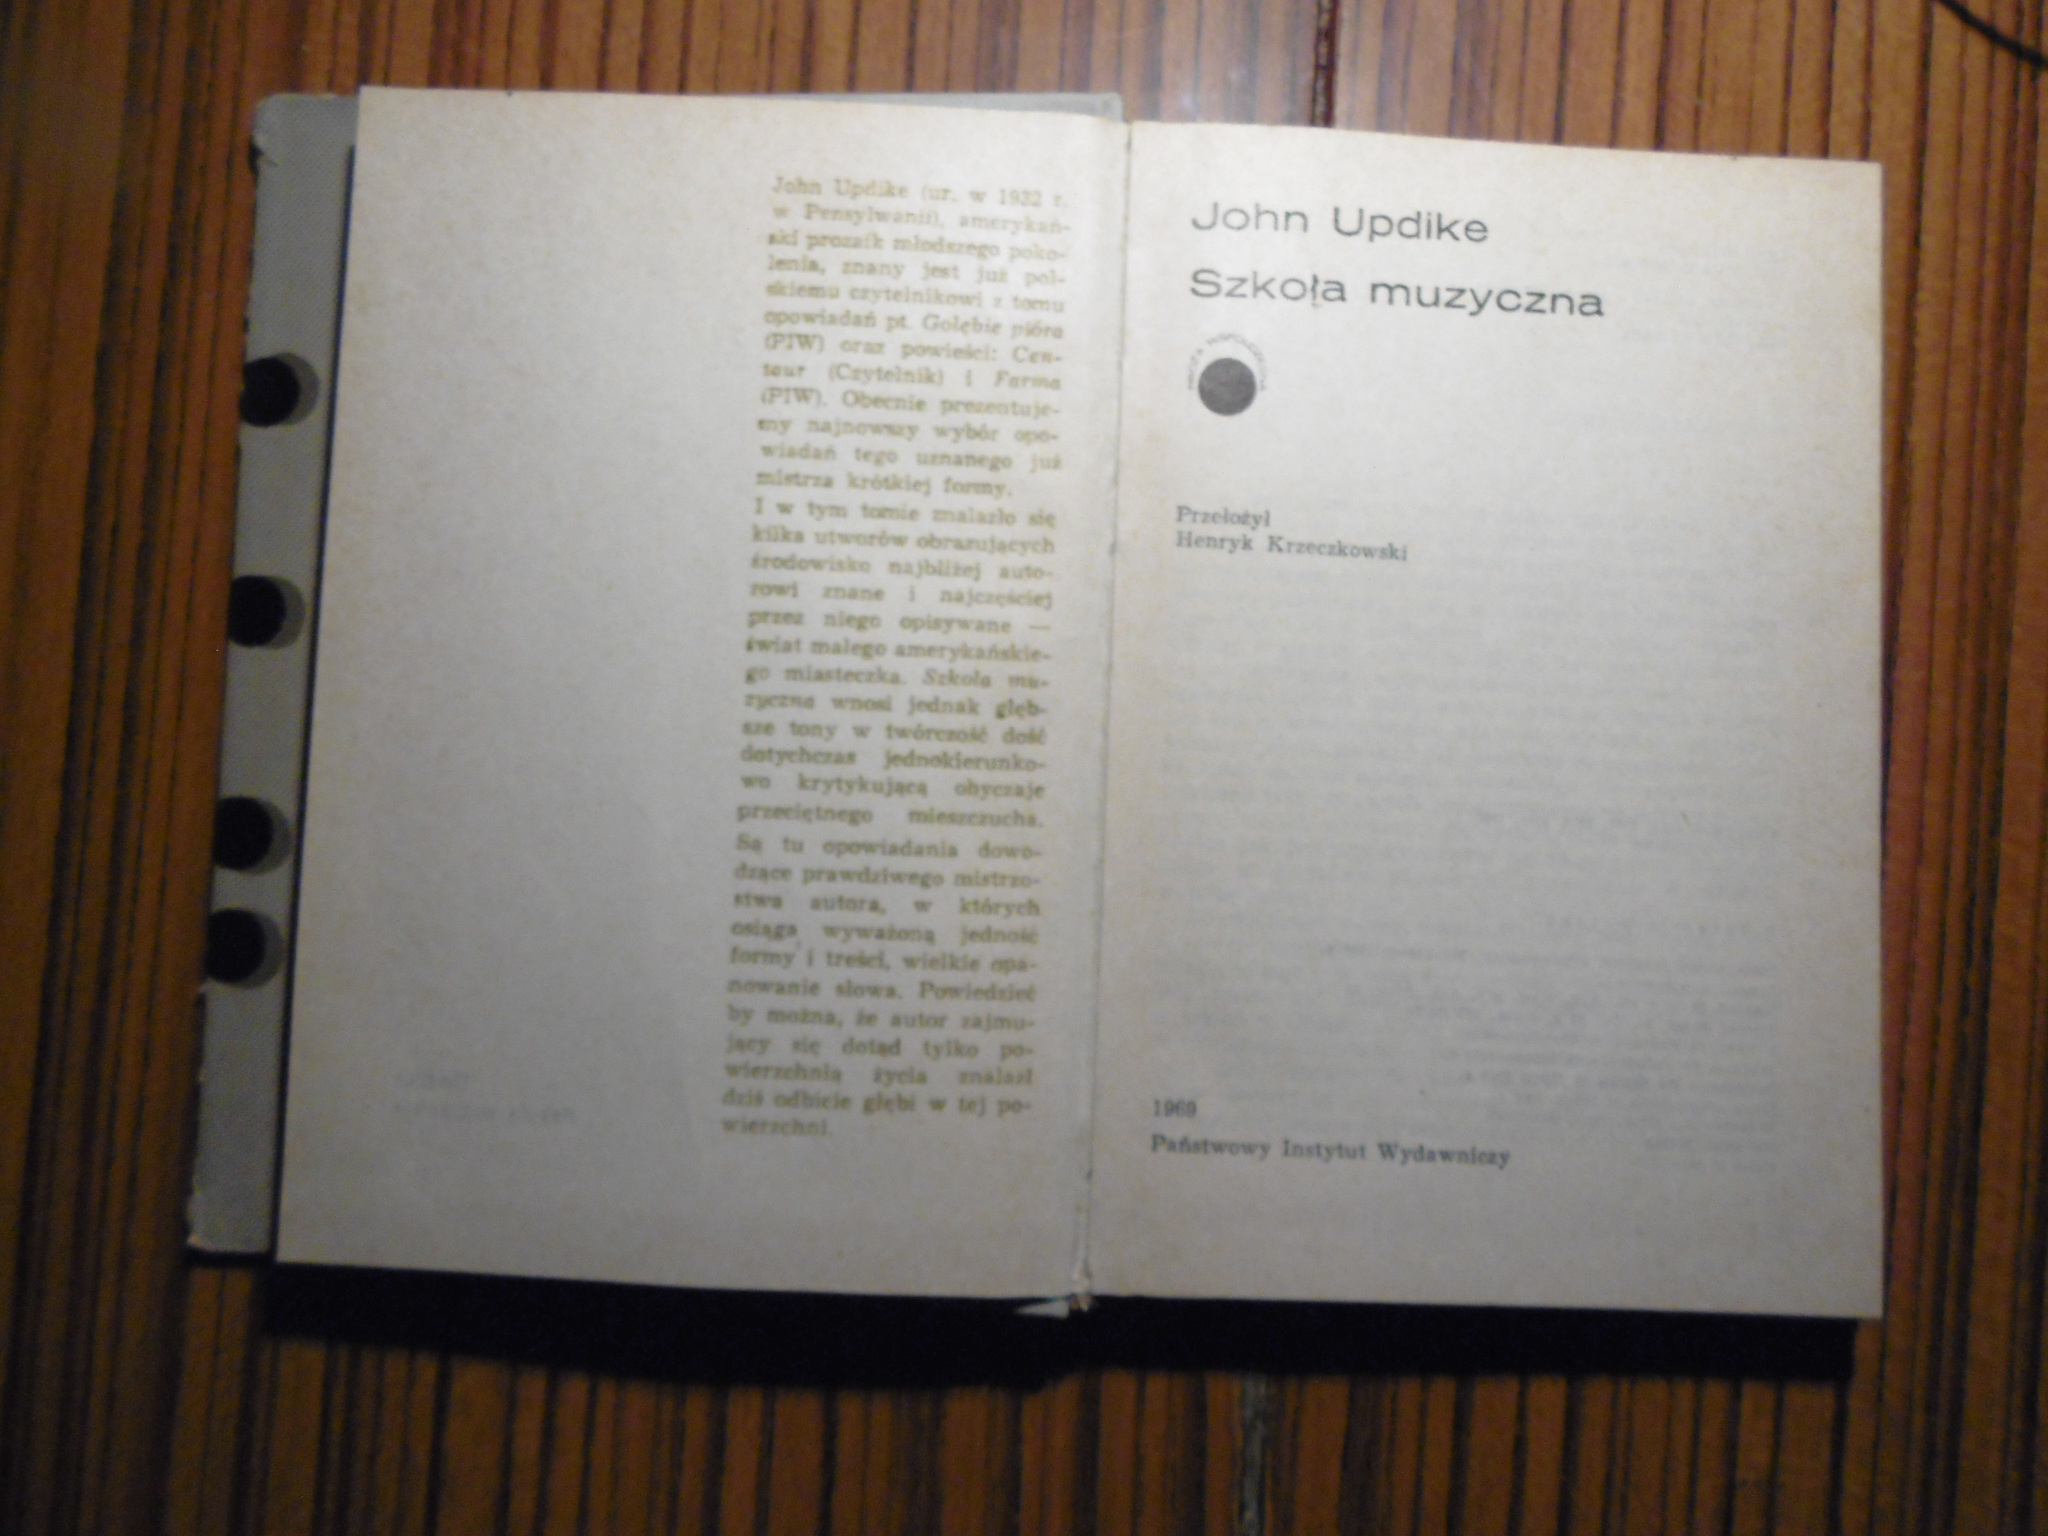 John Updike (ur. w 1932 r.
w Pensylwanii), amerykań-
ski prozaik młodszego poko-
lenia, znany jest już pol-
skiemu czytelnikowi z tomu
opowiadań pt. Gołębie pióra
(PIW) oraz powieści: Cen-
taur (Czytelnik) i Farma
(PIW). Obecnie prezentuje-
my najnowszy wybór opo-
wiadań tego uznanego już
mistrza krótkiej formy.
I w tym tomie znalazło się
kilka utworów obrazujących
środowisko najbliżej auto-
rowi znane i najczęściej
przez niego opisywane —
świat małego amerykańskie-
go miasteczka. Szkoła mu-
zyczna wnosi jednak głęb-
sze tony w twórczość dość
dotychczas jednokierunko-
wo krytykującą obyczaje
przeciętnego mieszczucha.
Są tu opowiadania dowo-
dzące prawdziwego mistrzo-
stwa autora, w których
osiąga wyważoną jedność
formy i treści, wielkie opa-
nowanie słowa. Powiedzieć
by można, że autor zajmu-
jący się dotąd tylko po-
wierzchnią życia znalazł
dziś odbicie głębi w tej po-
wierzchni.
John Updike
Szkoła muzyczna
PROZA WSPÓŁCZESNA
Przełożył
Henryk Krzeczkowski
1969
Państwowy Instytut Wydawniczy